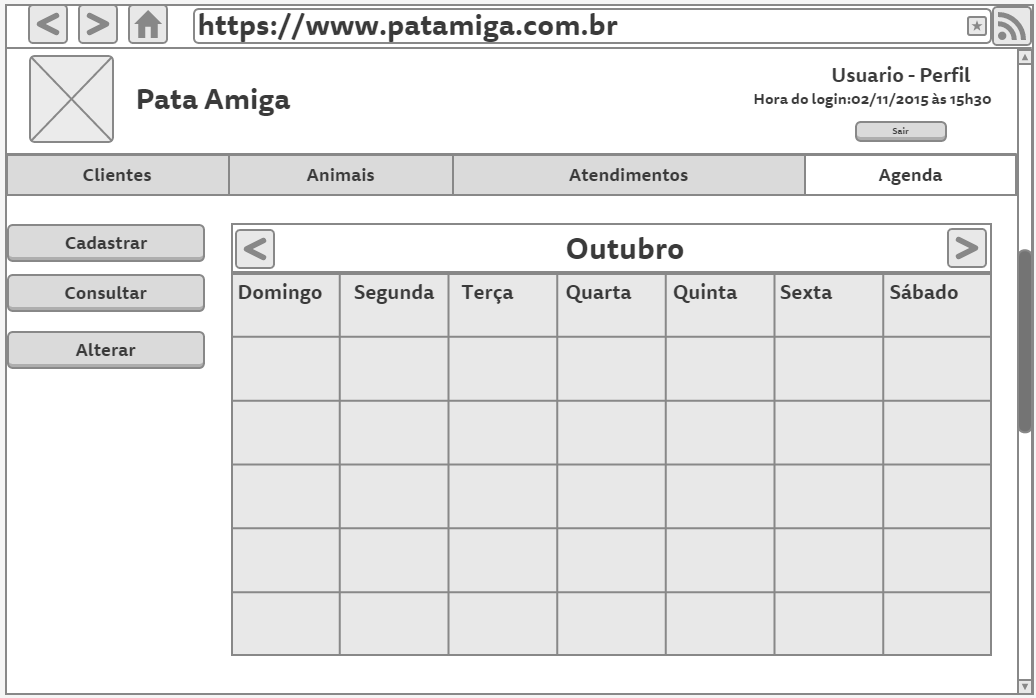 https://www.patamiga.com.br
Usuario - Perfil
Pata Amiga
Hora do login:02/11/2015 às 15h30
Sair
Clientes Animais Atendimentos Agenda
Cadastrar
Consultar
Alterar
Outubro
Domingo Segunda Terça Quarta Quinta Sexta Sábado